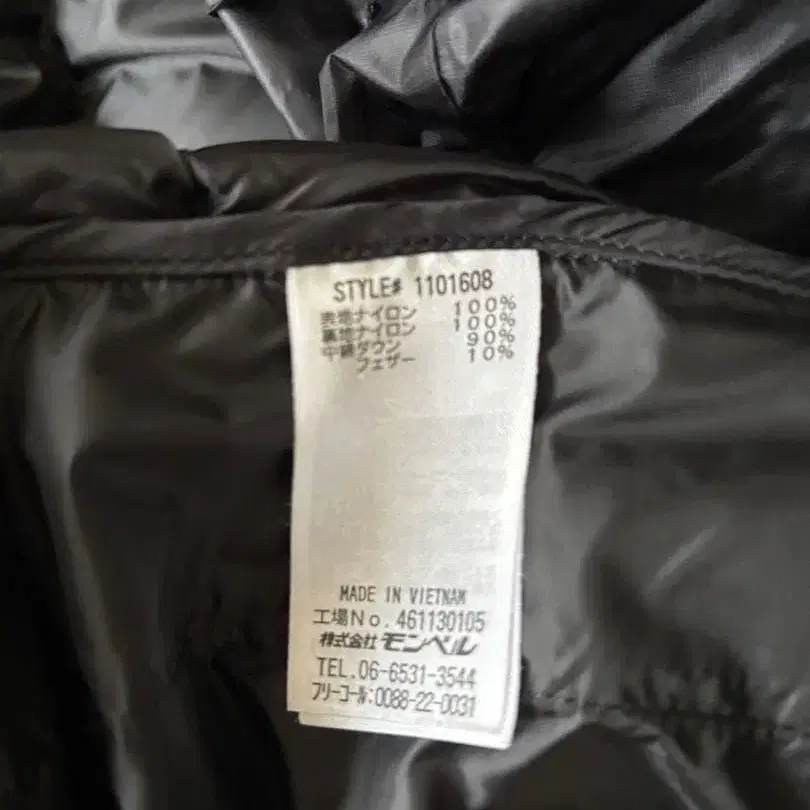 STYLE# 1101608
表地ナイロン 100%
裏地ナイロン 100%
中綿ダウン 90%
フェザー 10%
MADE IN VIETNAM
工場No. 461130105
株式会社 モンベル
TEL.06-6531-3544
フリーコール:0088-22-0031